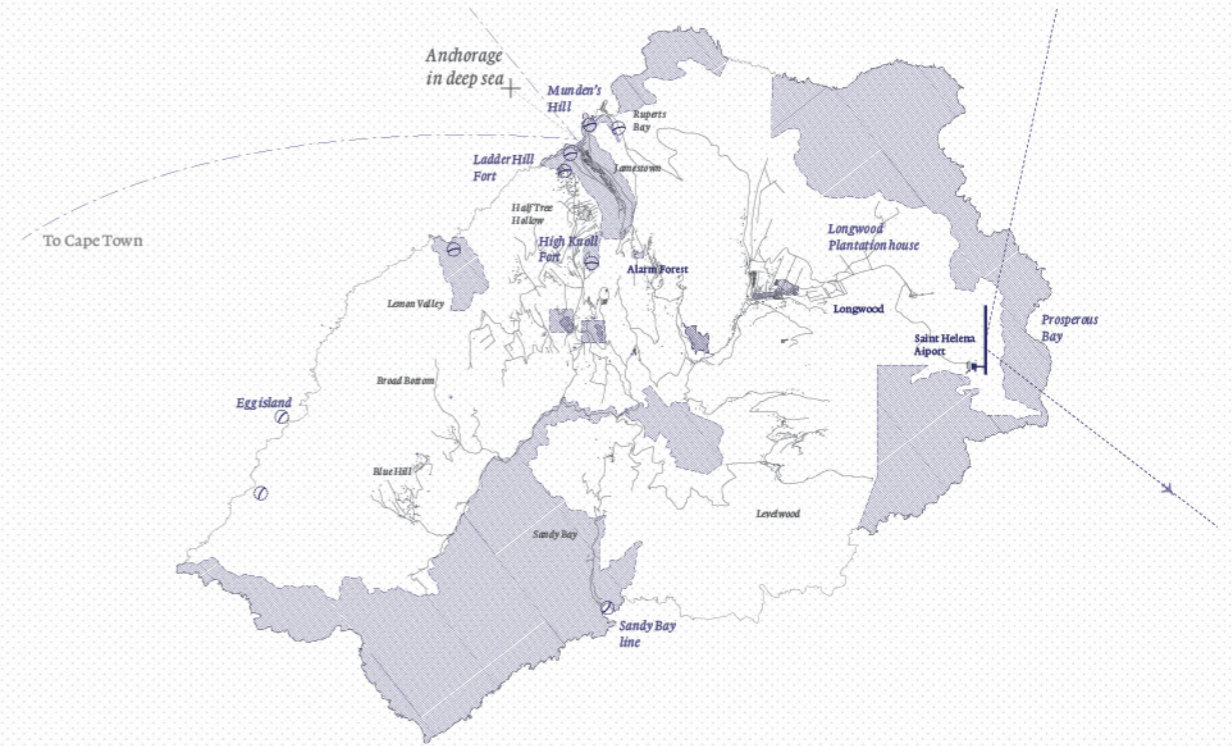 Anchorage
in deep sea
Munden's
Hill
Ruperts
Bay
Ladder Hill
Fort
Jamestown
Half Tree
Hollow
To Cape Town
High Knoll
Fort
Alarm Forest
Longwood
Plantation house
Lemon Valley
Longwood
Prosperous
Bay
Saint Helena
Aiport
Broad Bottom
Egg island
Blue Hill
Levelwood
Sandy Bay
Sandy Bay
line